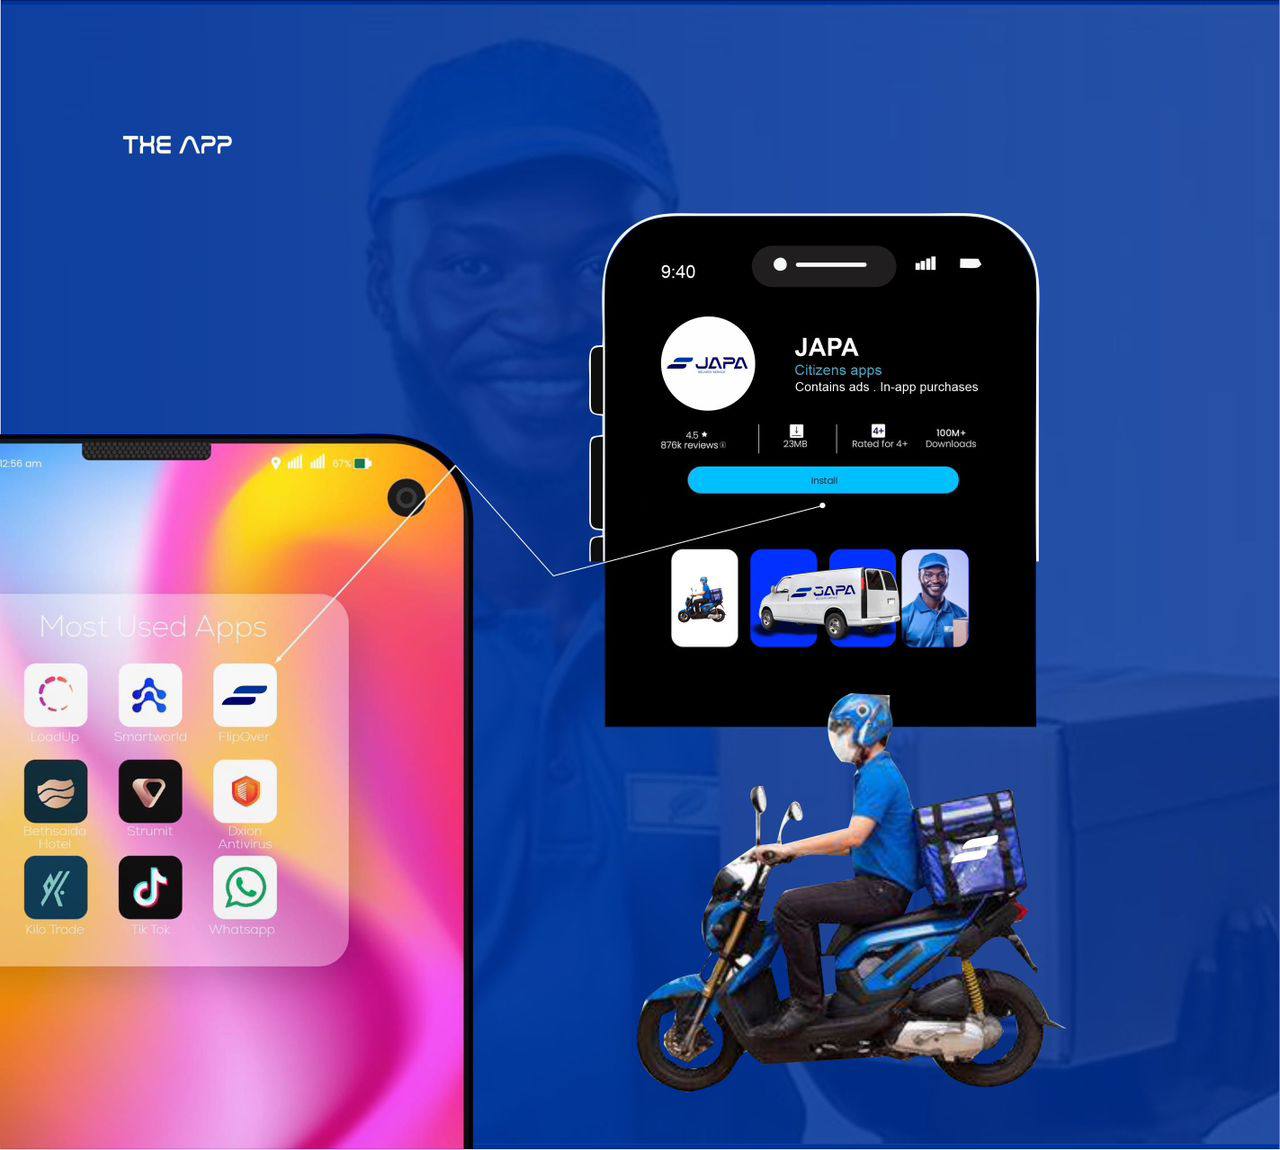 THE APP
9:40
JAPA
JAPA
Citizens apps
Contains ads . In-app purchases
4.5 ★
876k reviews
23MB
4+
Rated for 4+
100M+
Downloads
Install
JAPA
12:56 am
67%
Most Used Apps
LoadUp
Smartworld
FlipOver
Bethsaida
Hotel
Strumit
Dxion
Antivirus
Kilo Trade
Tik Tok
Whatsapp